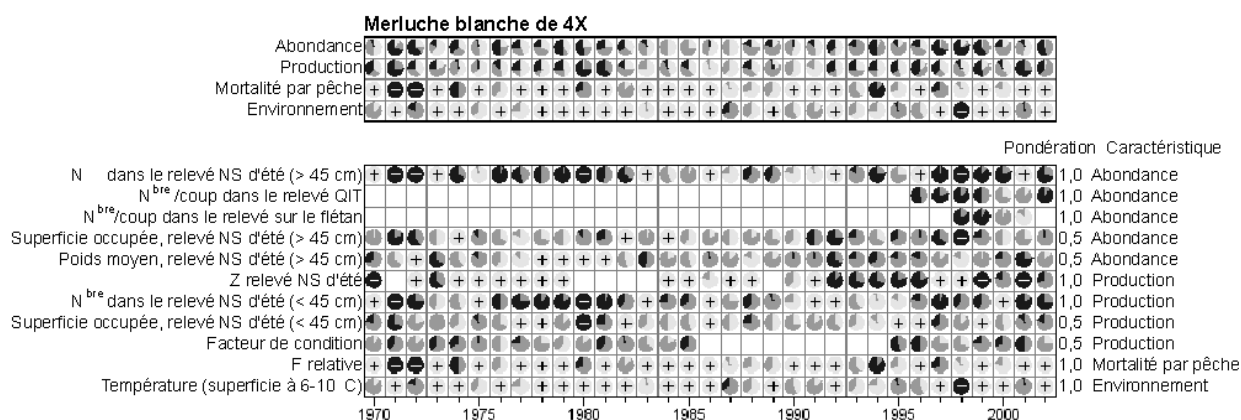 Merluche blanche de 4X
Abondance
Production
Mortalité par pêche
Environnement
Pondération Caractéristique
N dans le relevé NS d'été (> 45 cm) 1,0 Abondance
Nbre/coup dans le relevé QIT 1,0 Abondance
Nbre/coup dans le relevé sur le flétan 1,0 Abondance
Superficie occupée, relevé NS d'été (> 45 cm) 0,5 Abondance
Poids moyen, relevé NS d'été (> 45 cm) 0,5 Abondance
Z relevé NS d'été 1,0 Production
Nbre dans le relevé NS d'été (< 45 cm) 1,0 Production
Superficie occupée, relevé NS d'été (< 45 cm) 0,5 Production
Facteur de condition 0,5 Production
F relative 1,0 Mortalité par pêche
Température (superficie à 6-10 C) 1,0 Environnement
1970 1975 1980 1985 1990 1995 2000